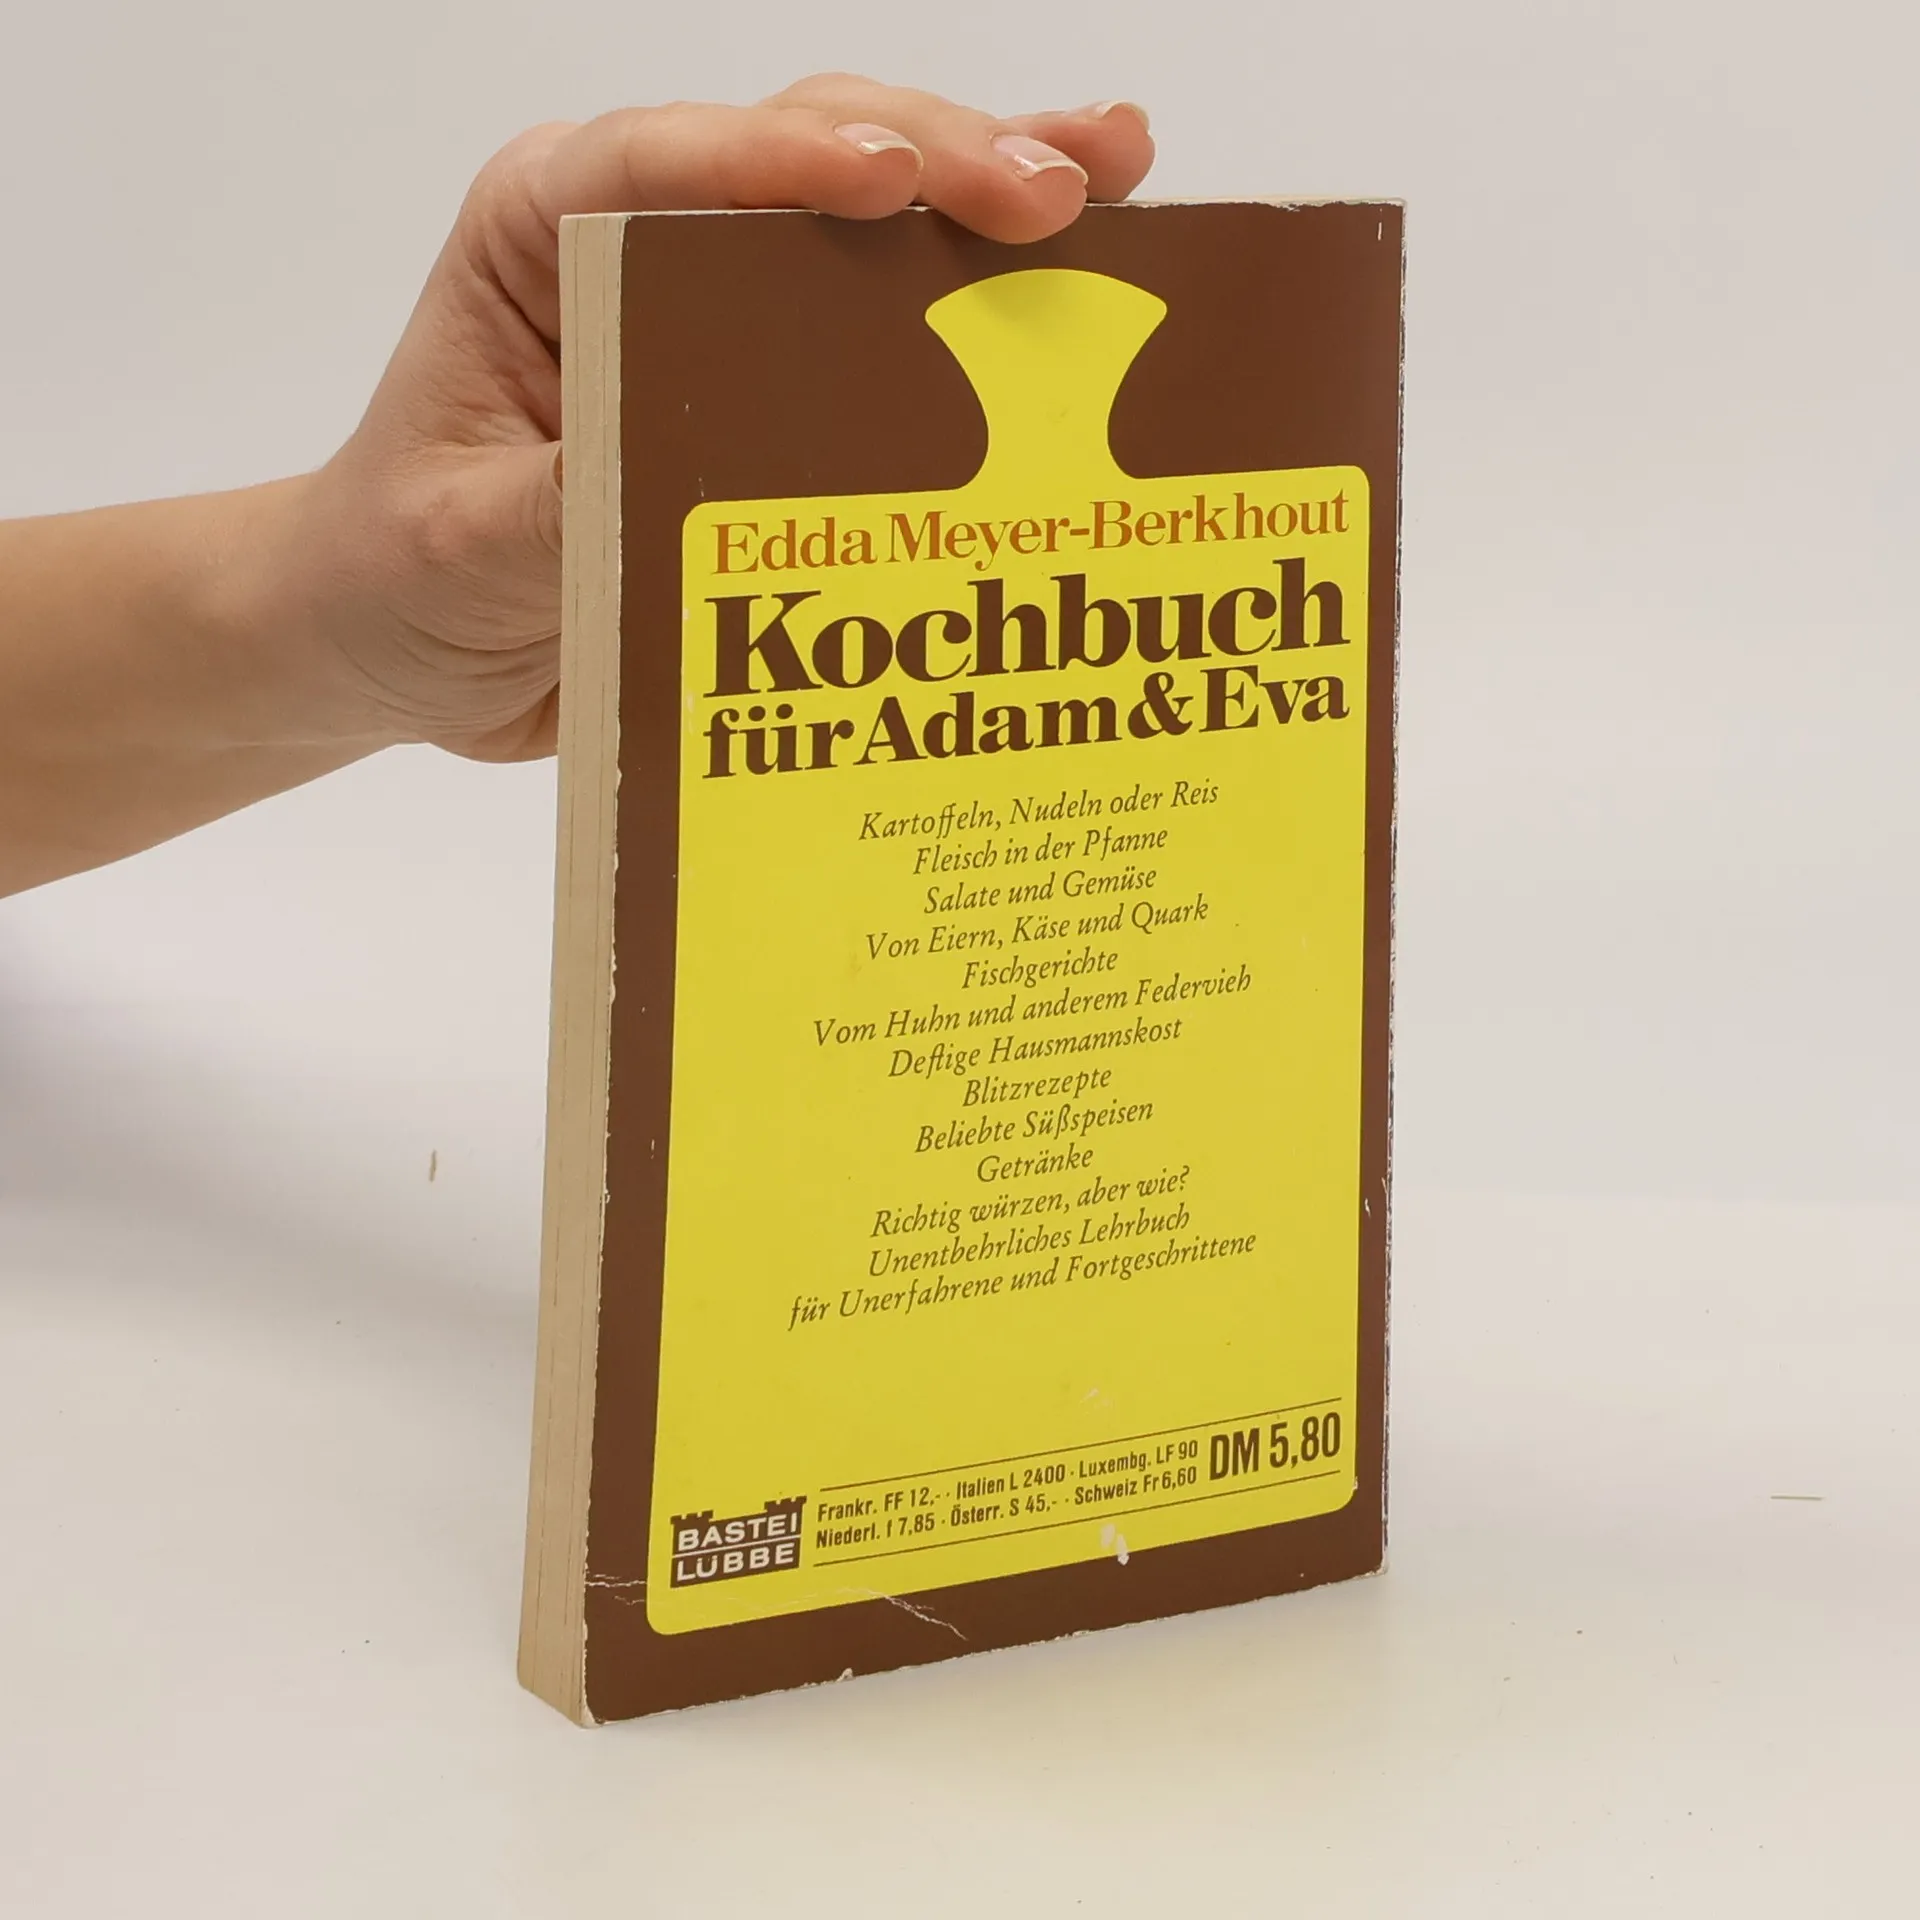 Edda Meyer-Berkhout
Kochbuch
für Adam & Eva
Kartoffeln, Nudeln oder Reis
Fleisch in der Pfanne
Salate und Gemüse
Von Eiern, Käse und Quark
Fischgerichte
Vom Huhn und anderem Federvieh
Deftige Hausmannskost
Blitzrezepte
Beliebte Süßspeisen
Getränke
Richtig würzen, aber wie?
Unentbehrliches Lehrbuch
für Unerfahrene und Fortgeschrittene
BASTEI
LÜBBE
Frankr. FF 12,- · Italien L 2400 · Luxembg. LF 90
Niederl. f 7,85 · Österr. S 45,- · Schweiz Fr 6,60
DM 5,80